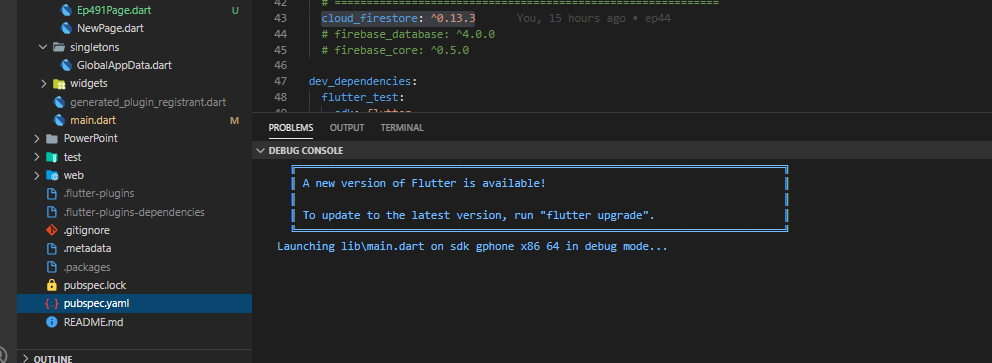 Ep491Page.dart
U
NewPage.dart
singletons
GlobalAppData.dart
widgets
generated_plugin_registrant.dart
main.dart
M
PowerPoint
test
web
.flutter-plugins
.flutter-plugins-dependencies
.gitignore
.metadata
.packages
pubspec.lock
pubspec.yaml
README.md
OUTLINE
42 # ============================================================
43 cloud_firestore: ^0.13.3 You, 15 hours ago • ep44
44 # firebase_database: ^4.0.0
45 # firebase_core: ^0.5.0
46
47 dev_dependencies:
48 flutter_test:
49 sdk: flutter
PROBLEMS OUTPUT TERMINAL
DEBUG CONSOLE
A new version of Flutter is available!
To update to the latest version, run "flutter upgrade".
Launching lib\main.dart on sdk gphone x86 64 in debug mode...